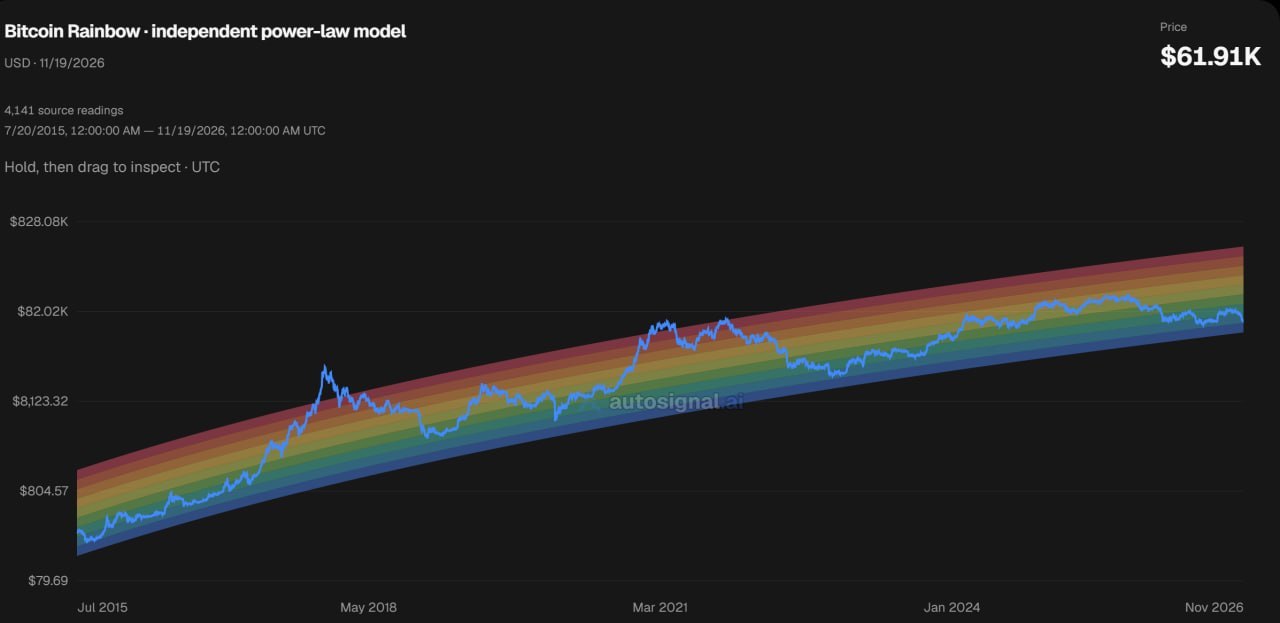 Bitcoin Rainbow · independent power-law model
Price
USD · 11/19/2026
$61.91K
4,141 source readings
7/20/2015, 12:00:00 AM — 11/19/2026, 12:00:00 AM UTC
Hold, then drag to inspect · UTC
$828.08K
$82.02K
$8,123.32
autosignal.ai
$804.57
$79.69
Jul 2015
May 2018
Mar 2021
Jan 2024
Nov 2026